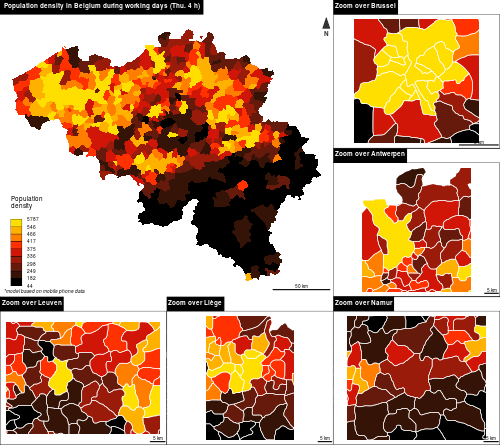 Population density in Belgium during working days (Thu. 4 h)
N
Population
density
5787
546
466
417
375
336
298
249
182
44
*model based on mobile phone data
50 km
Zoom over Brussel
Zoom over Antwerpen
5 km
Zoom over Leuven
5 km
Zoom over Liège
5 km
Zoom over Namur
5 km